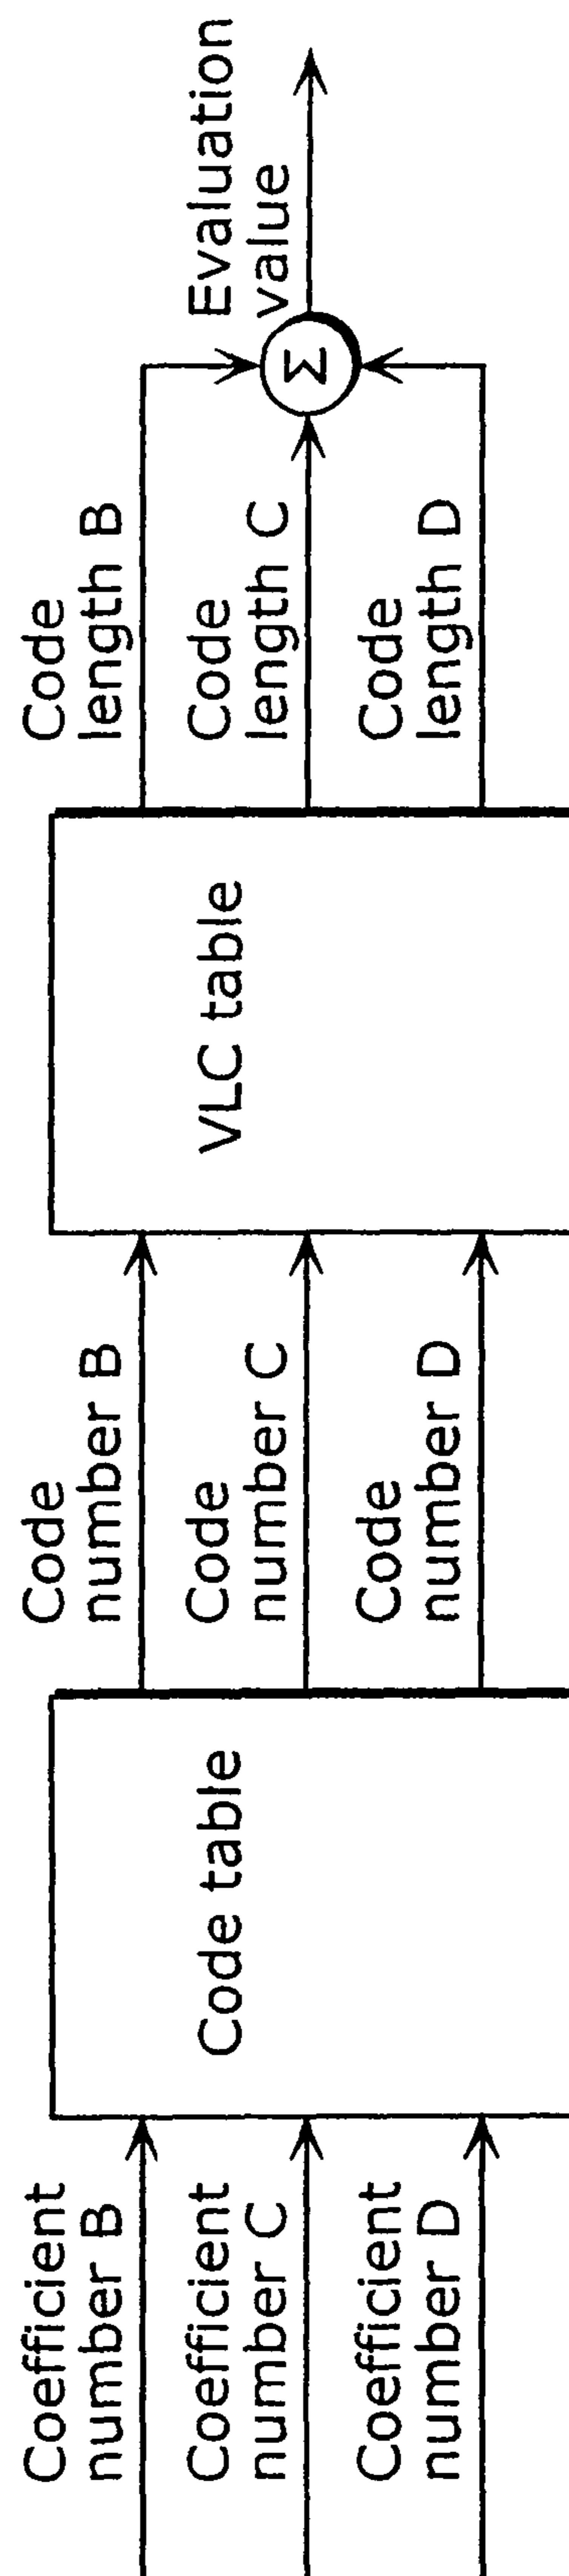 Coefficient
number B
Coefficient
number C
Coefficient
number D
Code table
Code
number B
Code
number C
Code
number D
VLC table
Code
length B
Code
length C
Code
length D
Σ
Evaluation
value